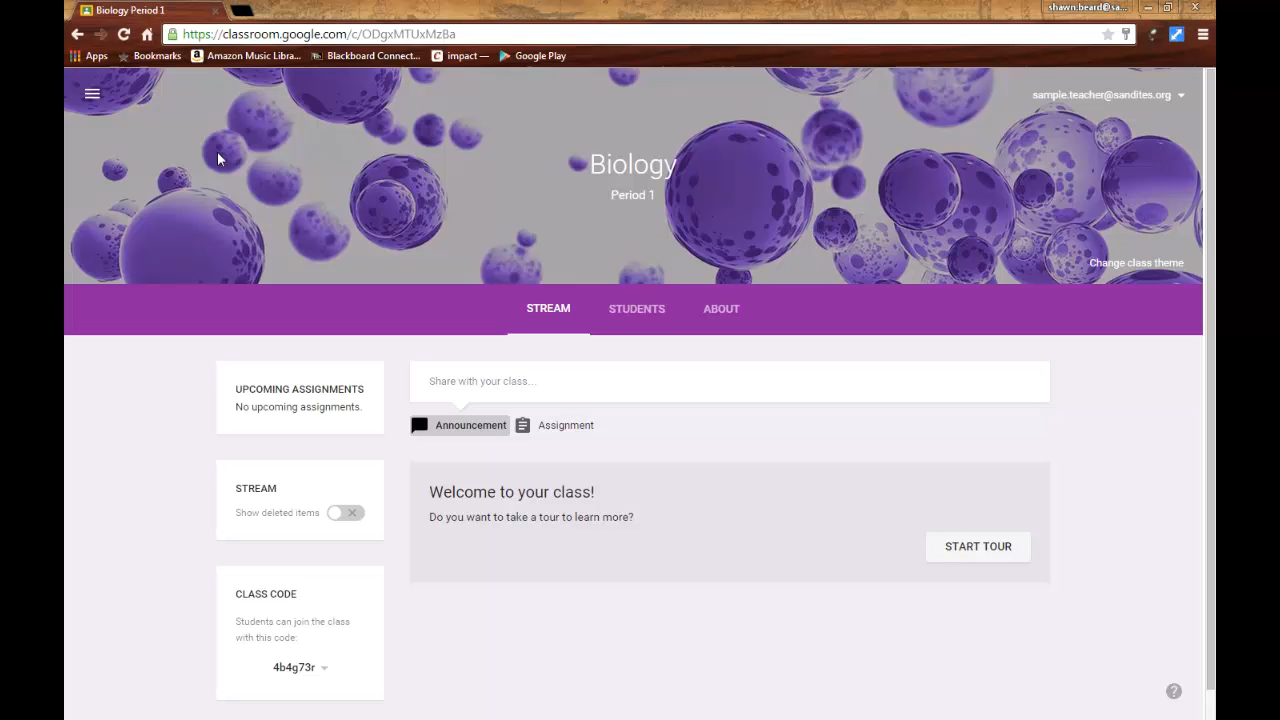 Biology Period 1
shawn.beard@sa...
https://classroom.google.com/c/ODgxMTUxMzBa
Apps
Bookmarks
Amazon Music Libra...
Blackboard Connect...
impact —
Google Play
sample.teacher@sandites.org
Biology
Period 1
Change class theme
STREAM
STUDENTS
ABOUT
UPCOMING ASSIGNMENTS
No upcoming assignments.
Share with your class...
Announcement
Assignment
STREAM
Show deleted items
Welcome to your class!
Do you want to take a tour to learn more?
START TOUR
CLASS CODE
Students can join the class
with this code:
4b4g73r